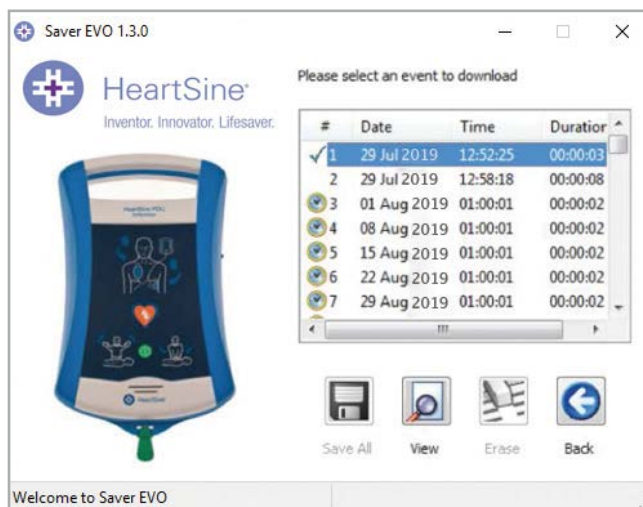 Saver EVO 1.3.0
HeartSine®
Inventor. Innovator. Lifesaver.
HeartSine PDU
HeartSine
Please select an event to download
# Date Time Duration
1 29 Jul 2019 12:52:25 00:00:03
2 29 Jul 2019 12:58:18 00:00:08
3 01 Aug 2019 01:00:01 00:00:02
4 08 Aug 2019 01:00:01 00:00:02
5 15 Aug 2019 01:00:01 00:00:02
6 22 Aug 2019 01:00:01 00:00:02
7 29 Aug 2019 01:00:01 00:00:02
Save All View Erase Back
Welcome to Saver EVO